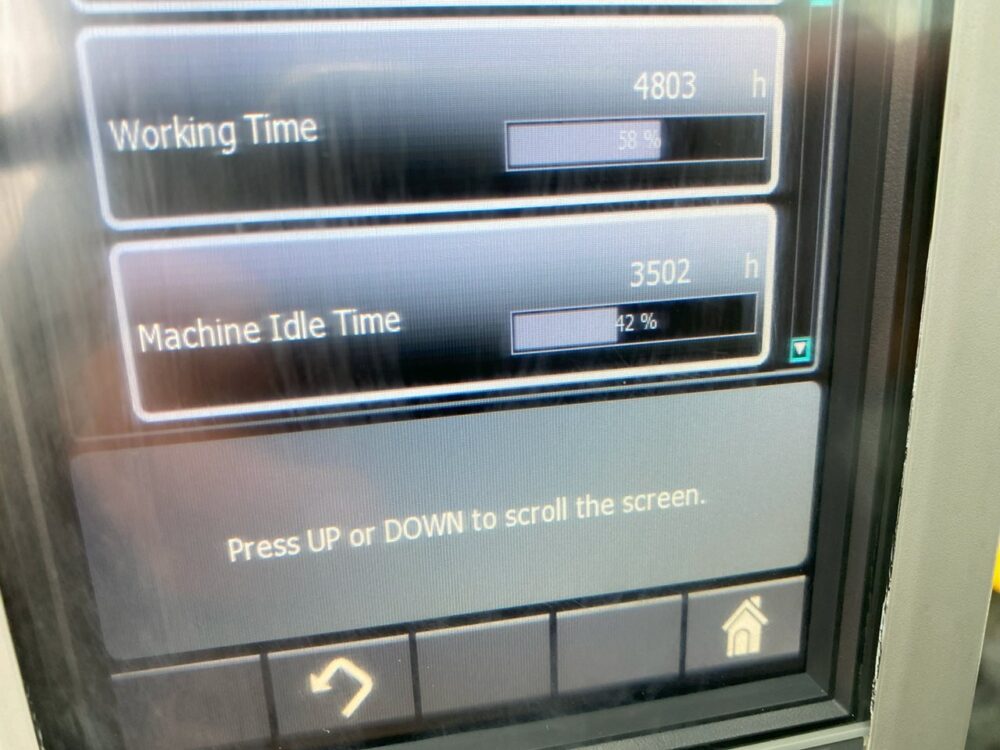 4803 h
Working Time
58 %
3502 h
Machine Idle Time
42 %
Press UP or DOWN to scroll the screen.